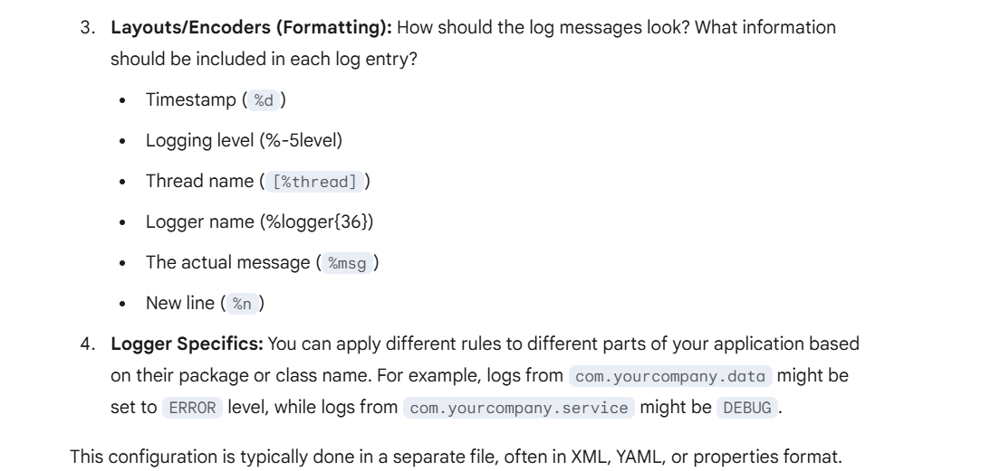 3. Layouts/Encoders (Formatting): How should the log messages look? What information
should be included in each log entry?
• Timestamp ( %d )
• Logging level (%-5level)
• Thread name ( [%thread] )
• Logger name (%logger{36})
• The actual message ( %msg )
• New line ( %n )
4. Logger Specifics: You can apply different rules to different parts of your application based
on their package or class name. For example, logs from com.yourcompany.data might be
set to ERROR level, while logs from com.yourcompany.service might be DEBUG .
This configuration is typically done in a separate file, often in XML, YAML, or properties format.